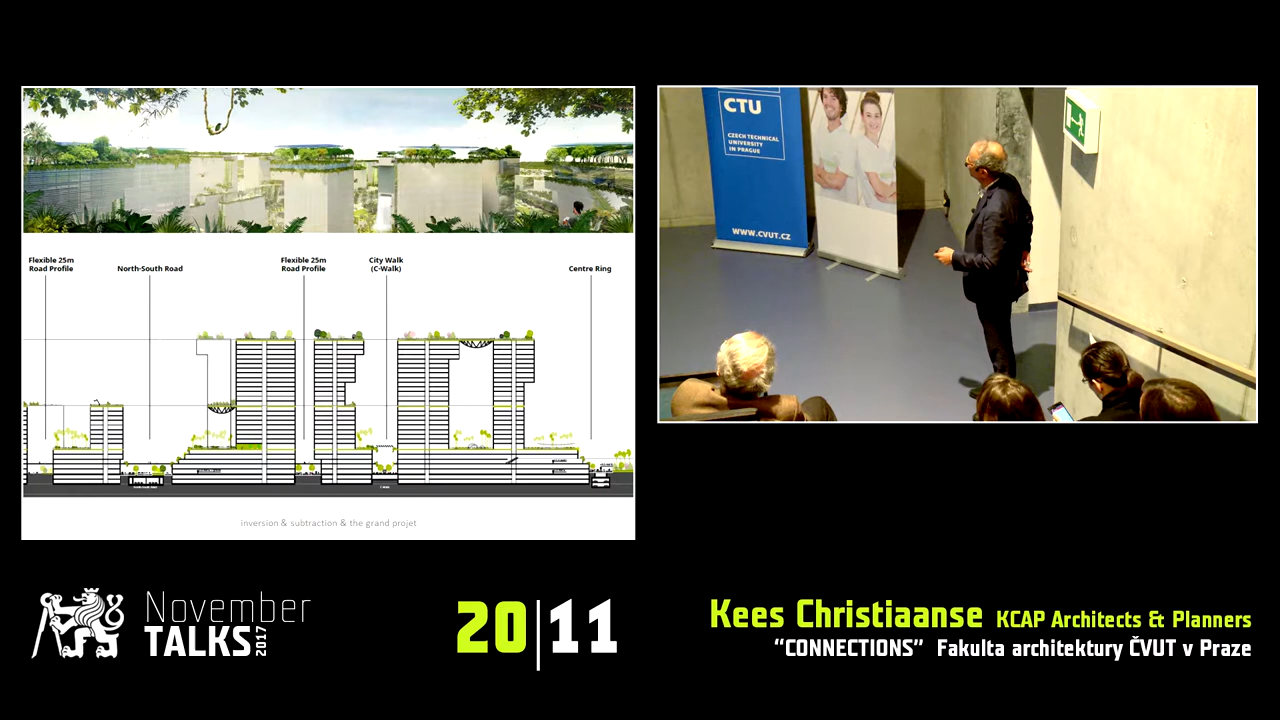 Flexible 25m
Road Profile
North-South Road
Flexible 25m
Road Profile
City Walk
(C-Walk)
Centre Ring
inversion & subtraction & the grand projet
CTU
CZECH TECHNICAL
UNIVERSITY
IN PRAGUE
WWW.CVUT.CZ
November
TALKS 2017
20|11
Kees Christiaanse KCAP Architects & Planners
“CONNECTIONS” Fakulta architektury ČVUT v Praze